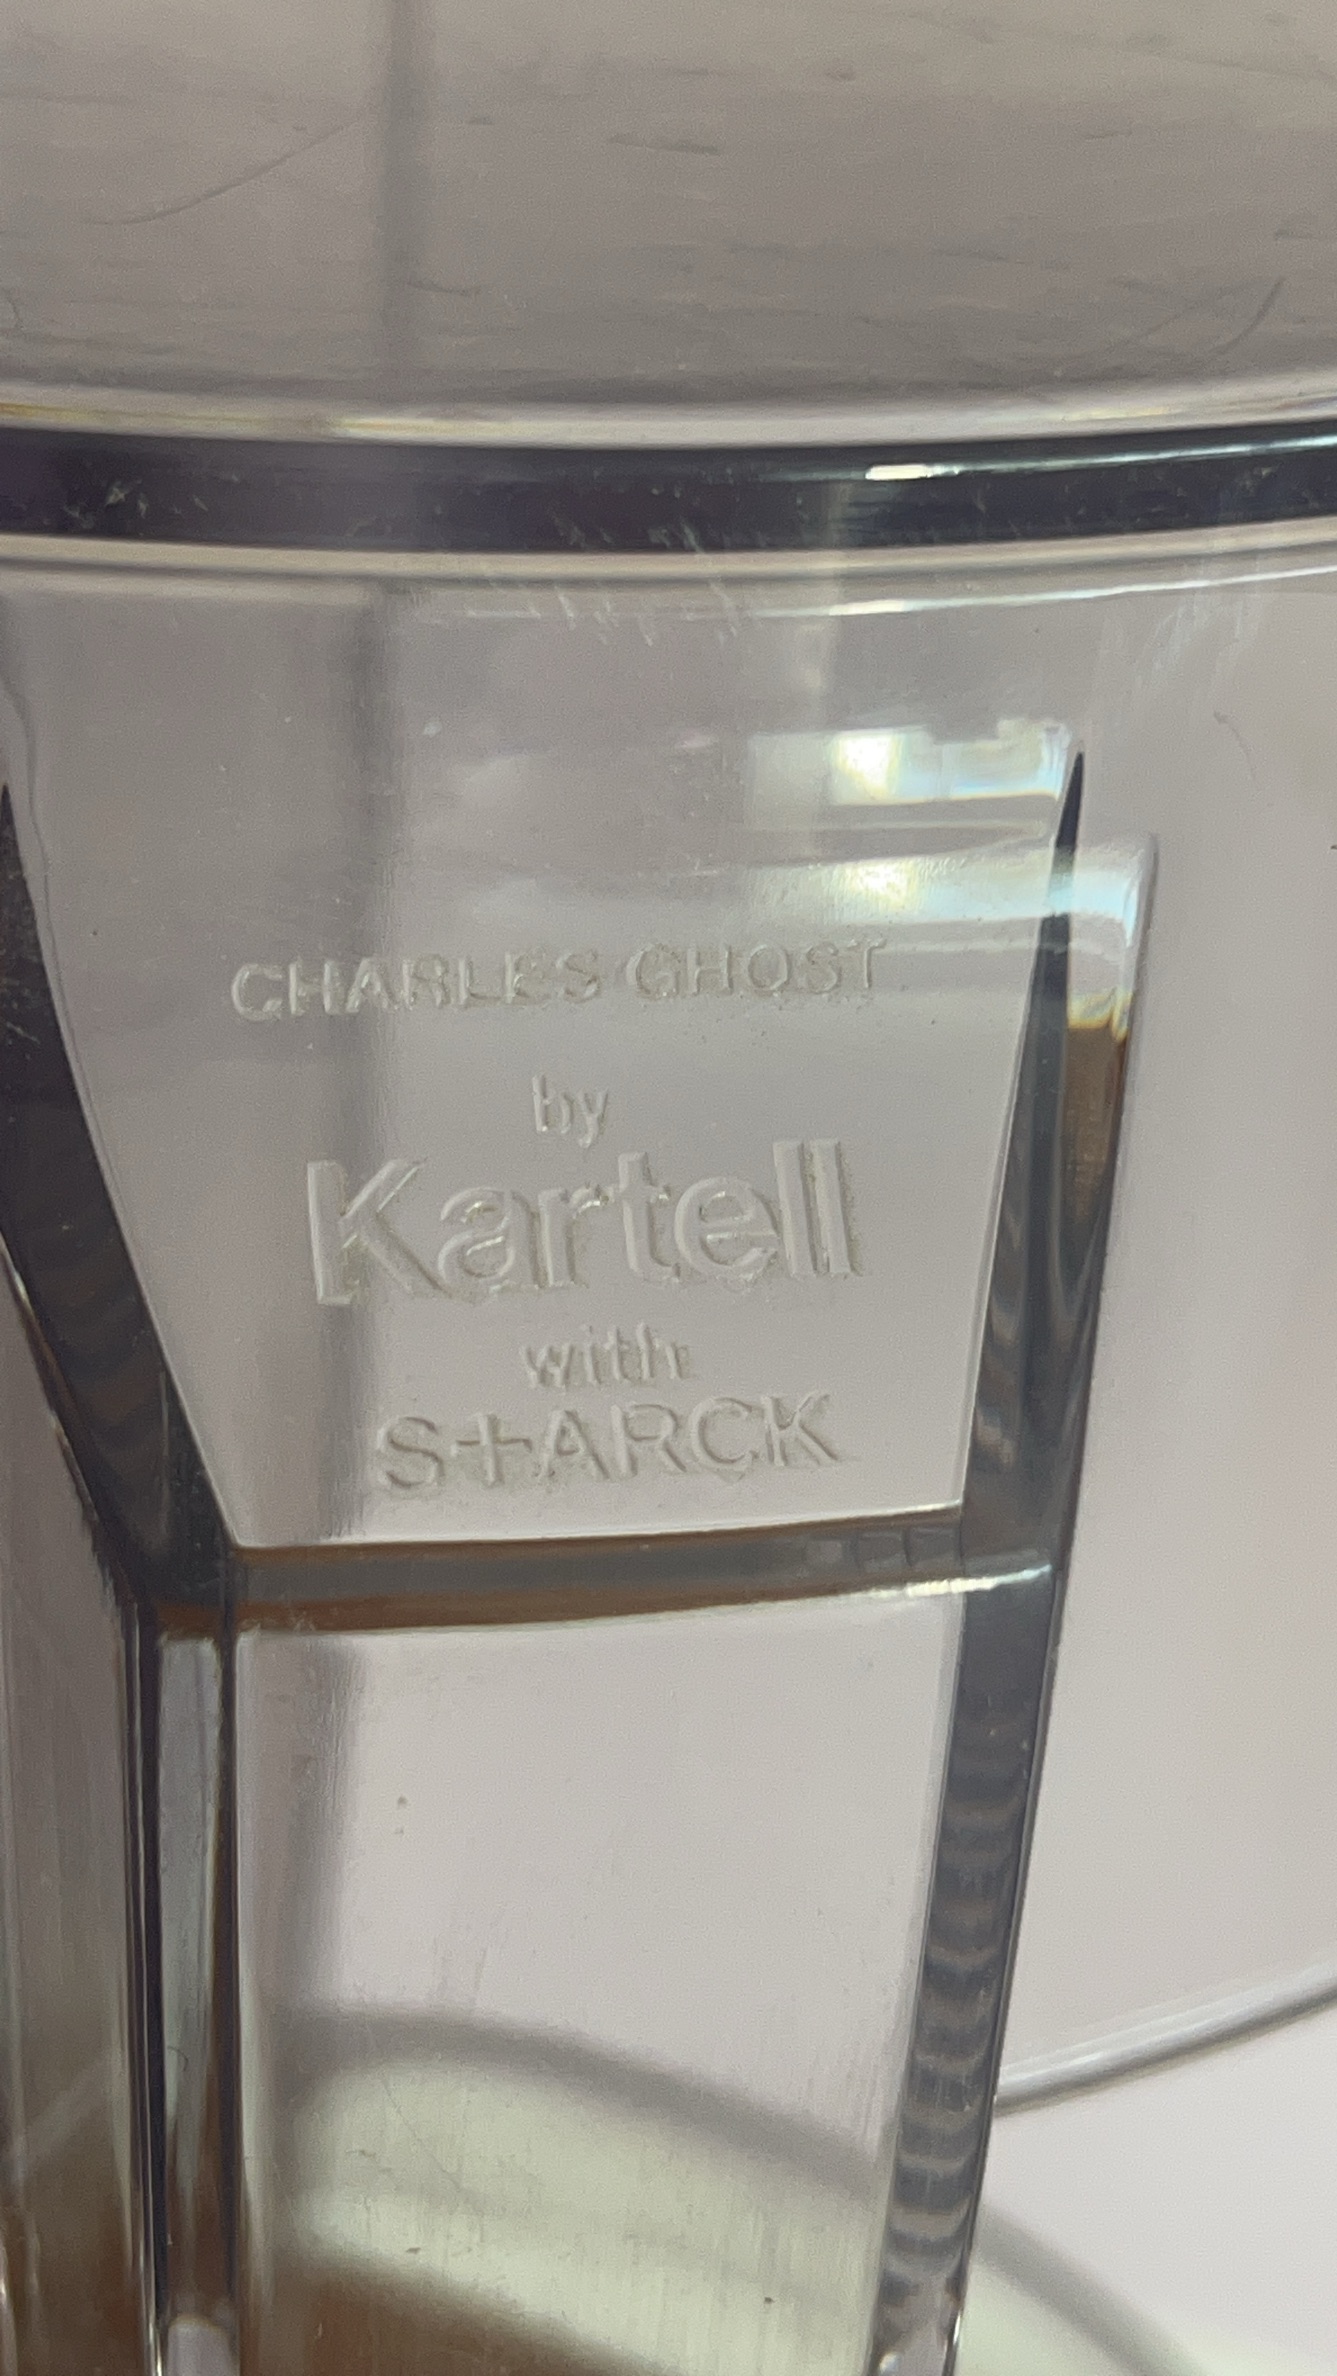 CHARLES GHOST
by
Kartell
with
S+ARCK